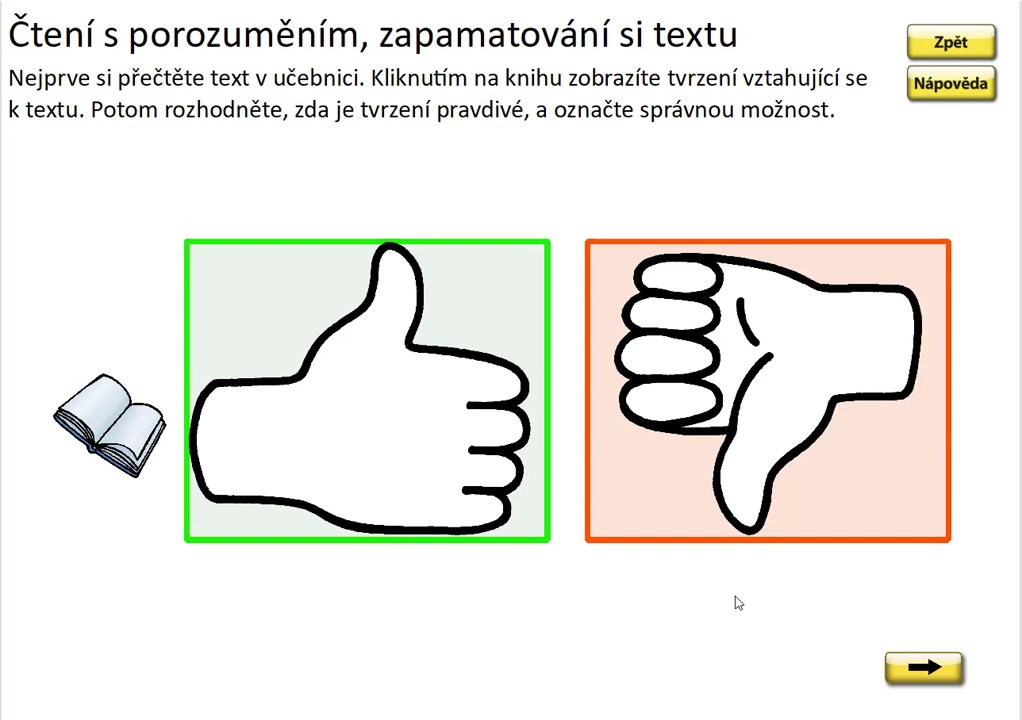 Čtení s porozuměním, zapamatování si textu
Zpět
Nejprve si přečtěte text v učebnici. Kliknutím na knihu zobrazíte tvrzení vztahující se
Nápověda
k textu. Potom rozhodněte, zda je tvrzení pravdivé, a označte správnou možnost.